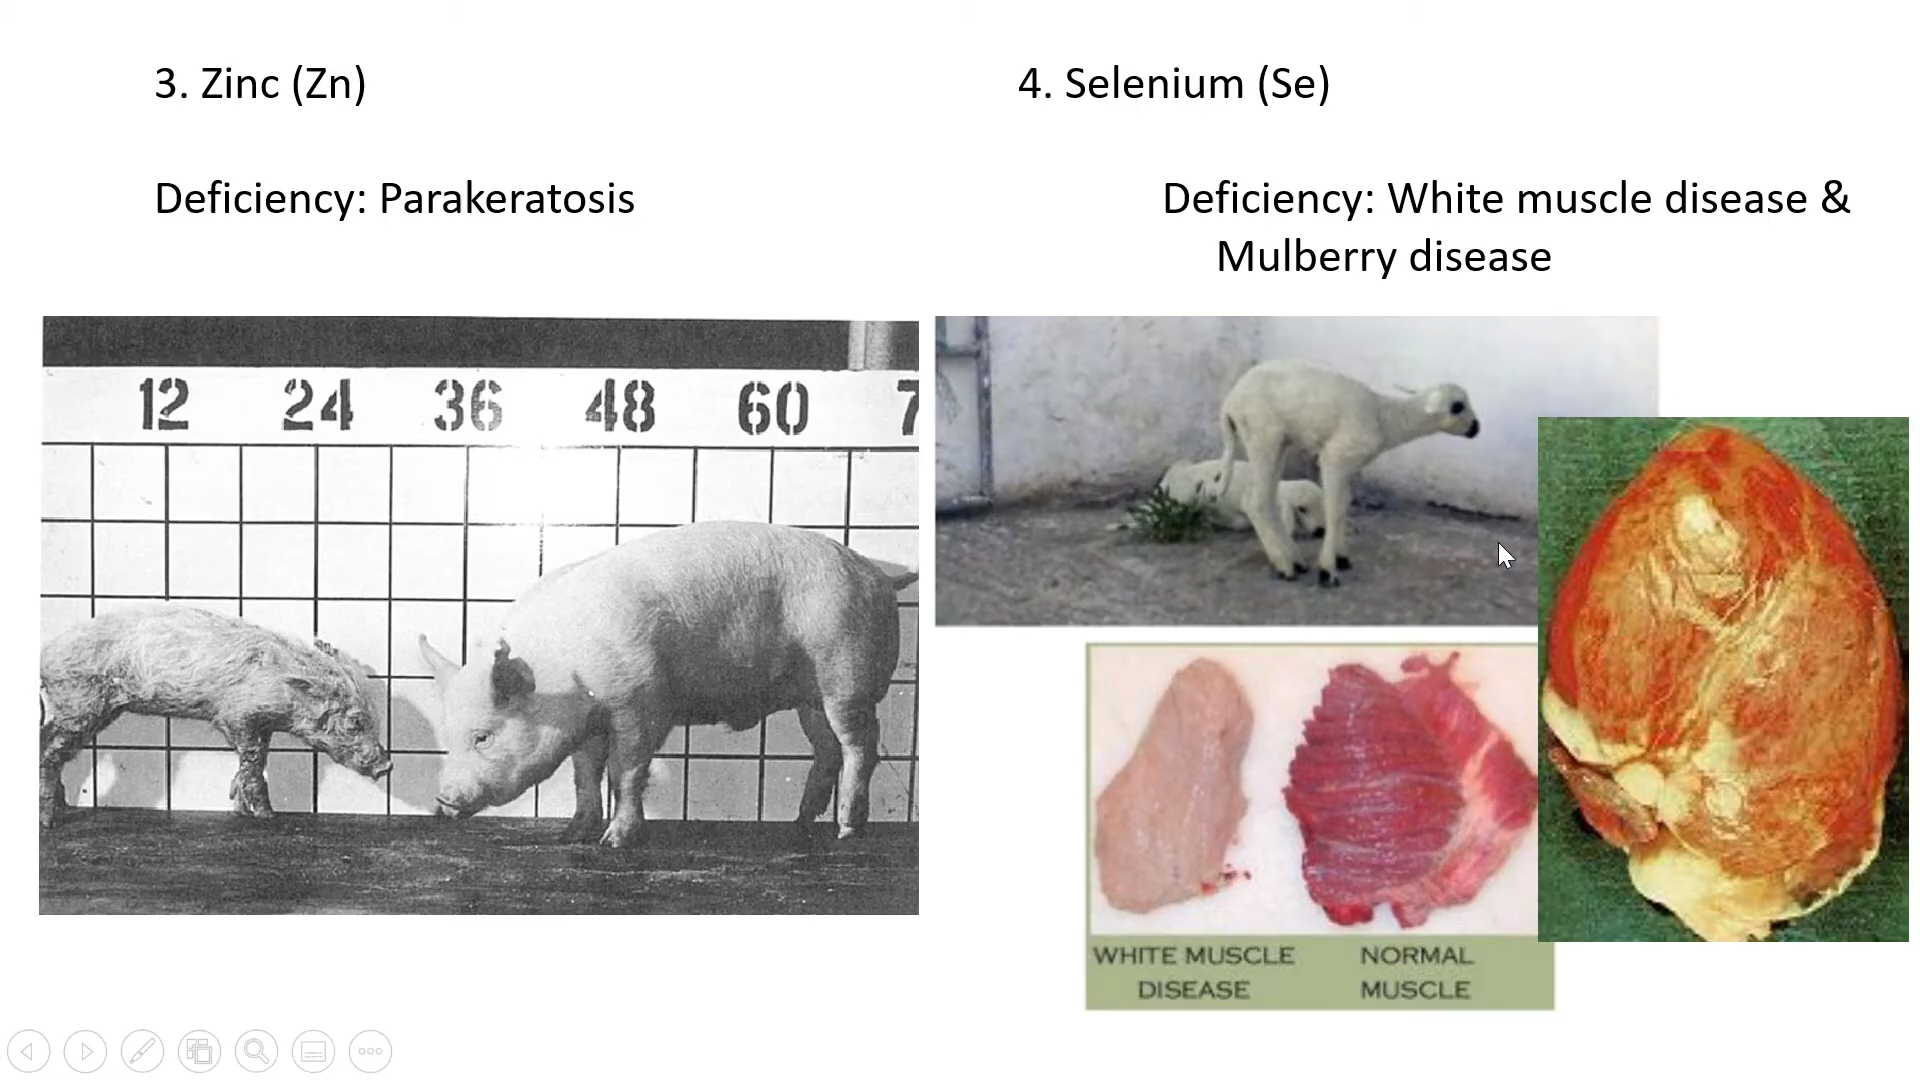 3. Zinc (Zn)
Deficiency: Parakeratosis
12 24 36 48 60 7
4. Selenium (Se)
Deficiency: White muscle disease &
Mulberry disease
WHITE MUSCLE
DISEASE
NORMAL
MUSCLE